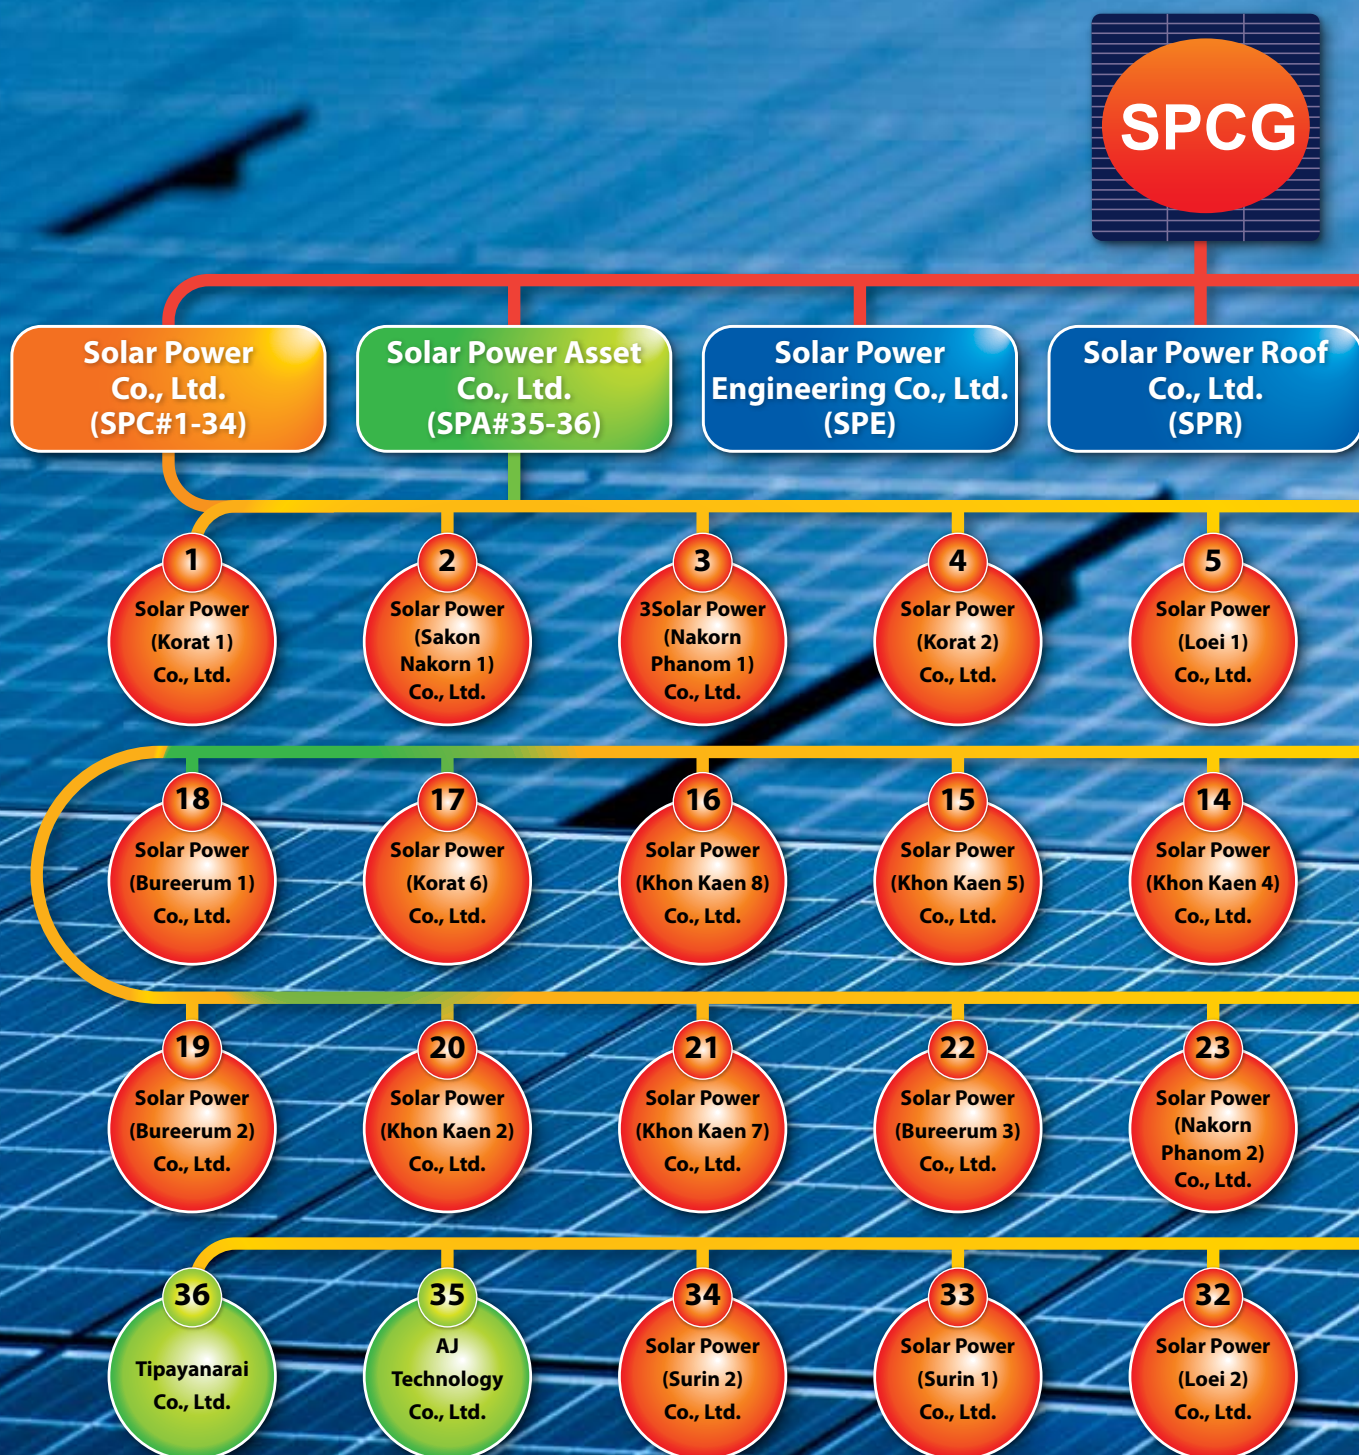 SPCG
Solar Power
Co., Ltd.
(SPC#1-34)
Solar Power Asset
Co., Ltd.
(SPA#35-36)
Solar Power
Engineering Co., Ltd.
(SPE)
Solar Power Roof
Co., Ltd.
(SPR)
1
Solar Power
(Korat 1)
Co., Ltd.
2
Solar Power
(Sakon
Nakorn 1)
Co., Ltd.
3
3Solar Power
(Nakorn
Phanom 1)
Co., Ltd.
4
Solar Power
(Korat 2)
Co., Ltd.
5
Solar Power
(Loei 1)
Co., Ltd.
18
Solar Power
(Bureerum 1)
Co., Ltd.
17
Solar Power
(Korat 6)
Co., Ltd.
16
Solar Power
(Khon Kaen 8)
Co., Ltd.
15
Solar Power
(Khon Kaen 5)
Co., Ltd.
14
Solar Power
(Khon Kaen 4)
Co., Ltd.
19
Solar Power
(Bureerum 2)
Co., Ltd.
20
Solar Power
(Khon Kaen 2)
Co., Ltd.
21
Solar Power
(Khon Kaen 7)
Co., Ltd.
22
Solar Power
(Bureerum 3)
Co., Ltd.
23
Solar Power
(Nakorn
Phanom 2)
Co., Ltd.
36
Tipayanarai
Co., Ltd.
35
AJ
Technology
Co., Ltd.
34
Solar Power
(Surin 2)
Co., Ltd.
33
Solar Power
(Surin 1)
Co., Ltd.
32
Solar Power
(Loei 2)
Co., Ltd.